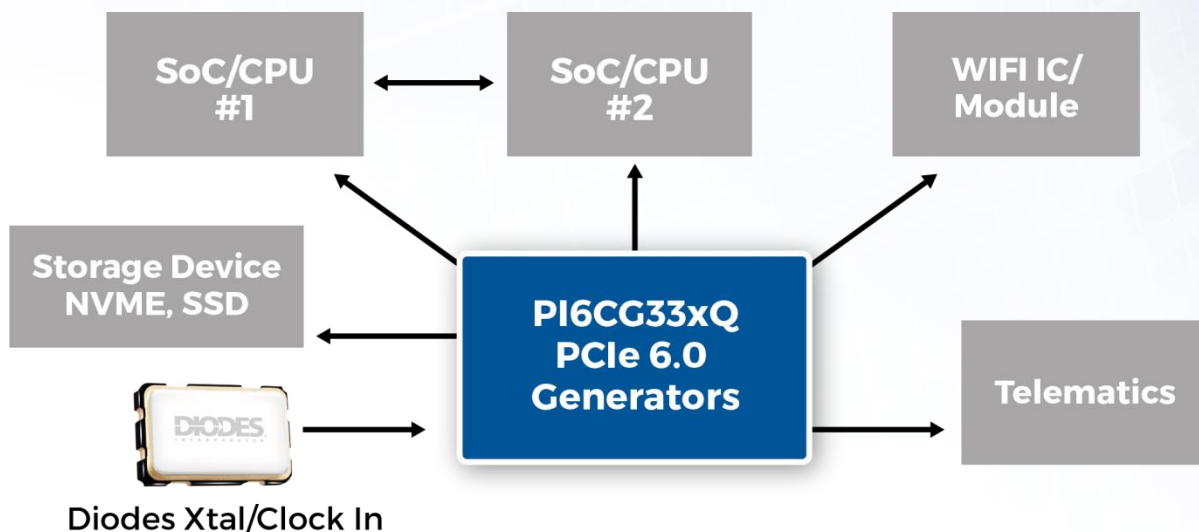 SoC/CPU
#1
SoC/CPU
#2
WIFI IC/
Module
Storage Device
NVME, SSD
PI6CG33xQ
PCIe 6.0
Generators
Telematics
DIODES
INCORPORATED
Diodes Xtal/Clock In